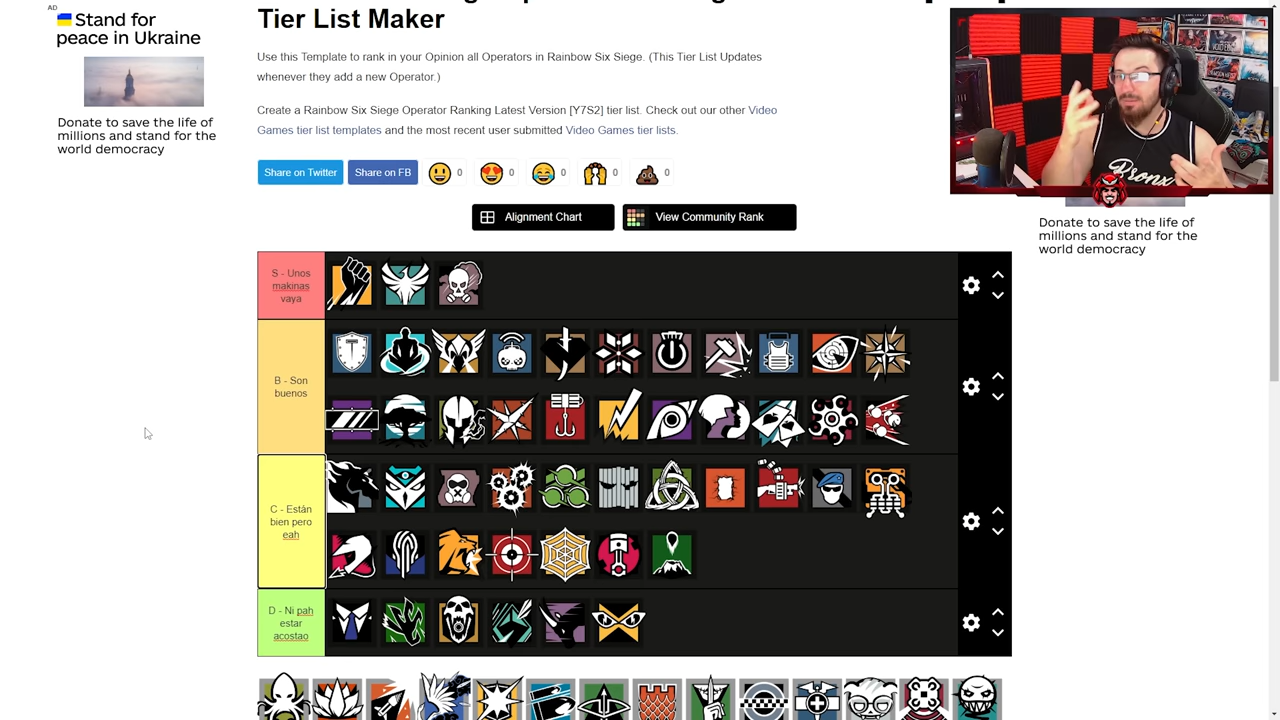 AD
Stand for
peace in Ukraine
Donate to save the life of
millions and stand for the
world democracy
Tier List Maker
Use this Template to rank in your Opinion all Operators in Rainbow Six Siege. (This Tier List Updates
whenever they add a new Operator.)
Create a Rainbow Six Siege Operator Ranking Latest Version [Y7S2] tier list. Check out our other Video
Games tier list templates and the most recent user submitted Video Games tier lists.
Share on Twitter
Share on FB
0
0
0
0
0
Alignment Chart
View Community Rank
Bronx
Donate to save the life of
millions and stand for the
world democracy
S - Unos
makinas
vaya
B - Son
buenos
C - Están
bien pero
eah
D - Ni pah
estar
acostao